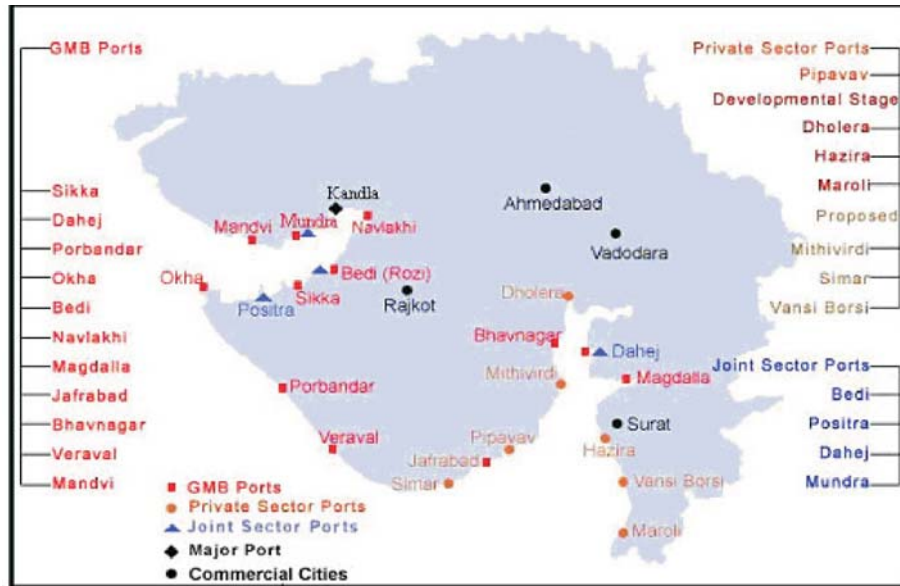 GMB Ports
Sikka
Dahej
Porbandar
Okha
Bedi
Navlakhi
Magdalla
Jafrabad
Bhavnagar
Veraval
Mandvi
Kandla
Mandvi
Mundra
Navlakhi
Okha
Bedi (Rozi)
Sikka
Positra
Rajkot
Ahmedabad
Vadodara
Dholera
Bhavnagar
Dahej
Mithivirdi
Magdalla
Porbandar
Surat
Veraval
Pipavav
Hazira
Jafrabad
Simar
Vansi Borsi
Maroli
GMB Ports
Private Sector Ports
Joint Sector Ports
Major Port
Commercial Cities
Private Sector Ports
Pipavav
Developmental Stage
Dholera
Hazira
Maroli
Proposed
Mithivirdi
Simar
Vansi Borsi
Joint Sector Ports
Bedi
Positra
Dahej
Mundra